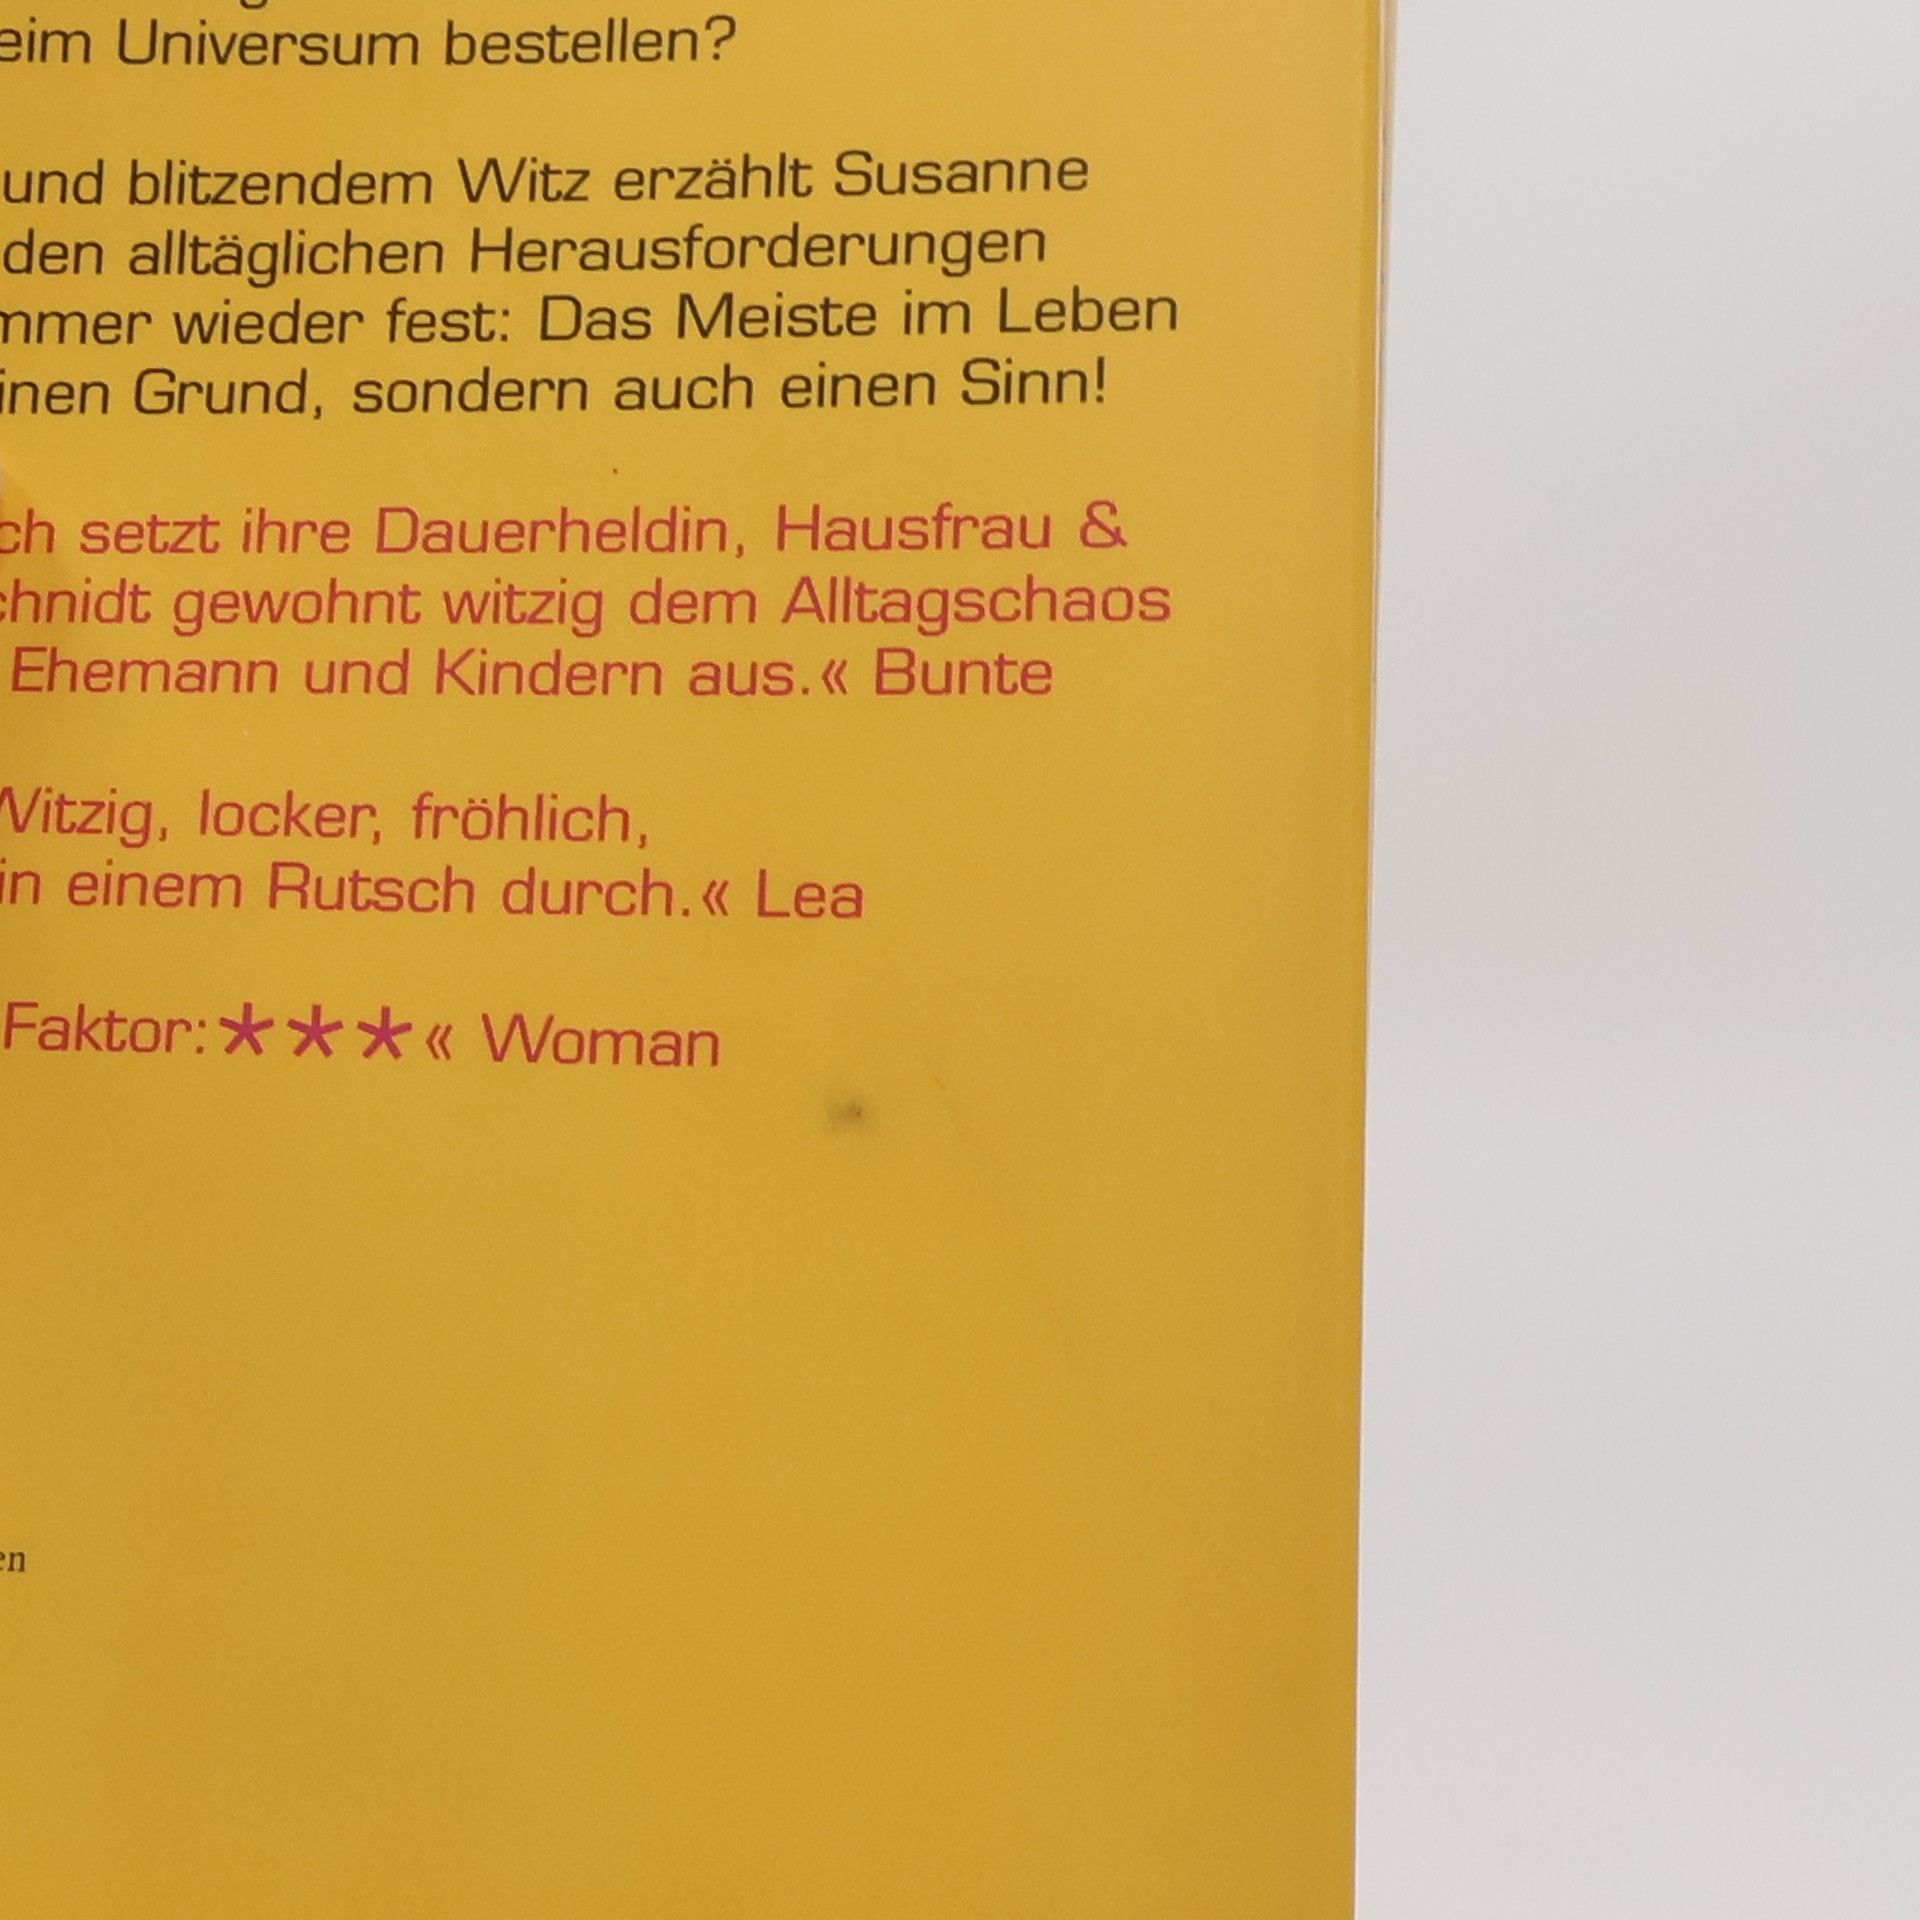 eim Universum bestellen?
und blitzendem Witz erzählt Susanne
den alltäglichen Herausforderungen
mmer wieder fest: Das Meiste im Leben
inen Grund, sondern auch einen Sinn!
ch setzt ihre Dauerheldin, Hausfrau &
chnidt gewohnt witzig dem Alltagschaos
Ehemann und Kindern aus.« Bunte
Witzig, locker, fröhlich,
in einem Rutsch durch.« Lea
Faktor:***« Woman
en